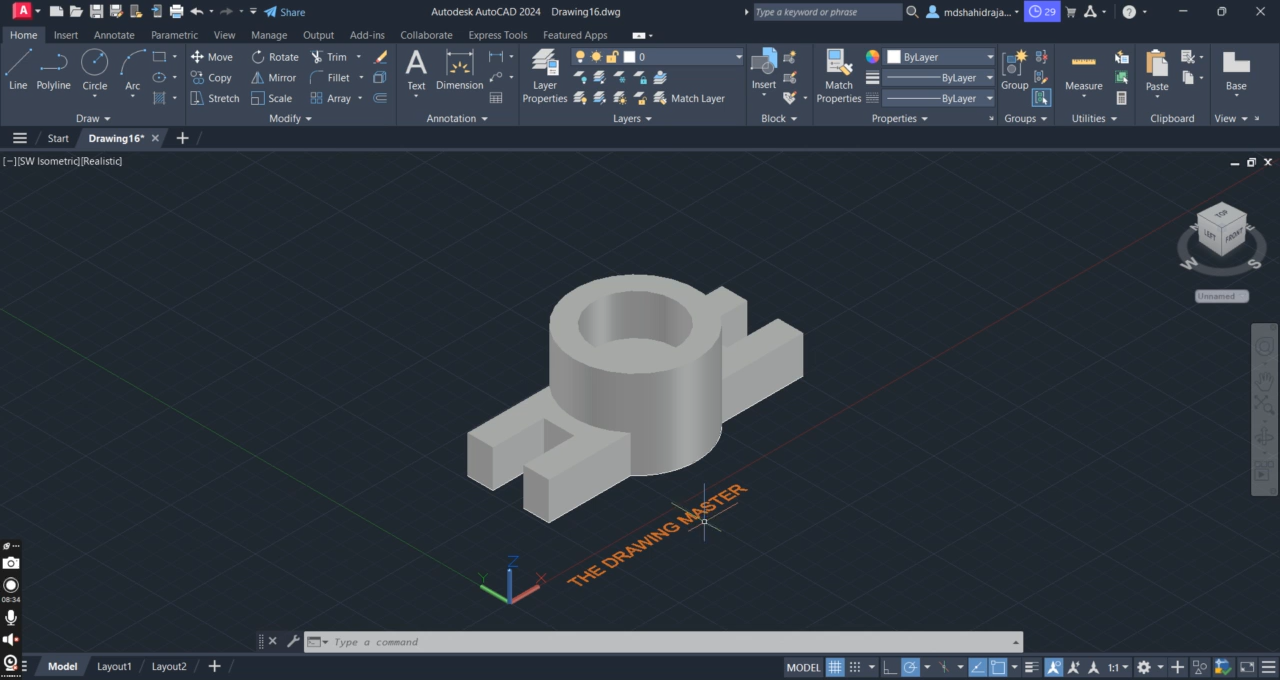 Share
Autodesk AutoCAD 2024 Drawing16.dwg
Type a keyword or phrase
mdshahidraja...
29
Home Insert Annotate Parametric View Manage Output Add-ins Collaborate Express Tools Featured Apps
Line Polyline Circle Arc
Move Rotate Trim
Copy Mirror Fillet
Stretch Scale Array
Text Dimension
Layer Properties
0
Match Layer
Insert
Match Properties
ByLayer
ByLayer
ByLayer
Group
Measure
Paste
Base
Draw Modify Annotation Layers Block Properties Groups Utilities Clipboard View
Start Drawing16*
[−][SW Isometric][Realistic]
TOP
LEFT FRONT
W S
Unnamed
THE DRAWING MASTER
Z
Y X
08:34
Type a command
Model Layout1 Layout2
MODEL 1:1